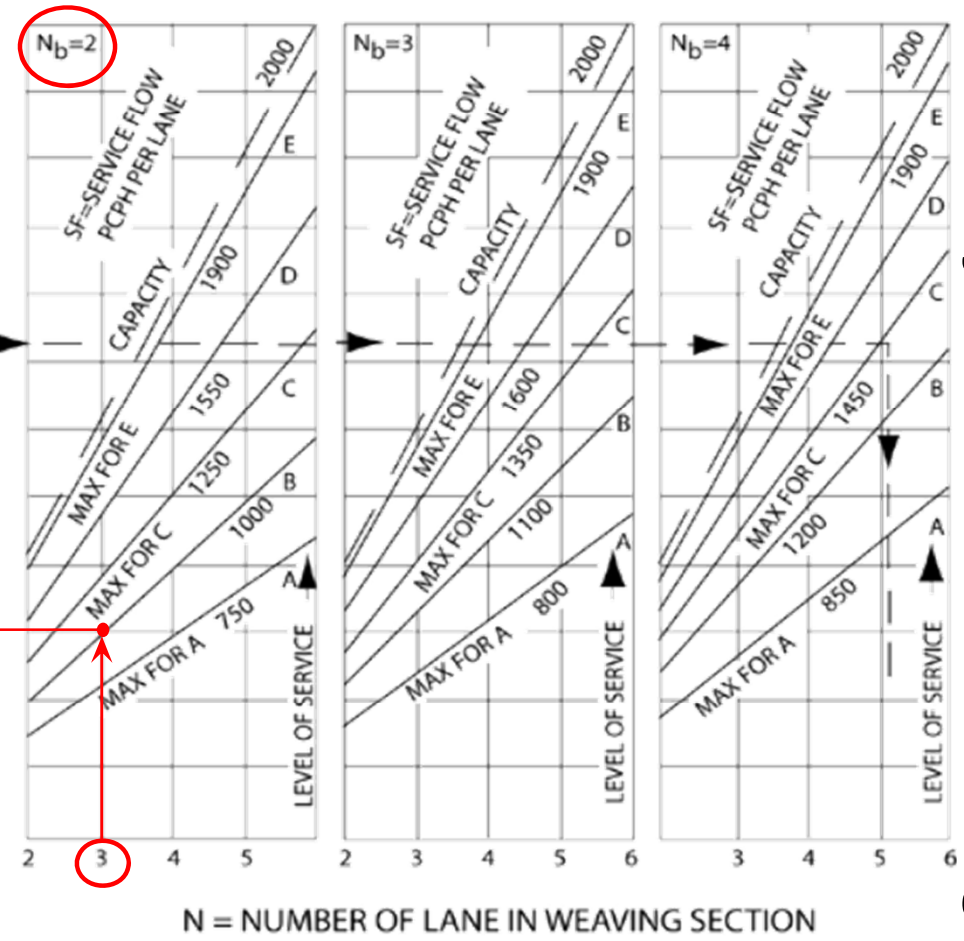 N_b=2
2000
E
SF=SERVICE FLOW
PCPH PER LANE
CAPACITY
1900
D
1550
C
MAX FOR E
1250
B
1000
MAX FOR C
A
750
MAX FOR A
LEVEL OF SERVICE
2 3 4 5
N_b=3
2000
E
SF=SERVICE FLOW
PCPH PER LANE
1900
CAPACITY
D
C
1600
MAX FOR E
B
1350
1100
MAX FOR C
A
800
MAX FOR A
LEVEL OF SERVICE
2 3 4 5 6
N_b=4
2000
E
SF=SERVICE FLOW
PCPH PER LANE
1900
D
CAPACITY
C
MAX FOR E
B
1450
MAX FOR C
1200
A
850
MAX FOR A
LEVEL OF SERVICE
3 4 5 6
N = NUMBER OF LANE IN WEAVING SECTION